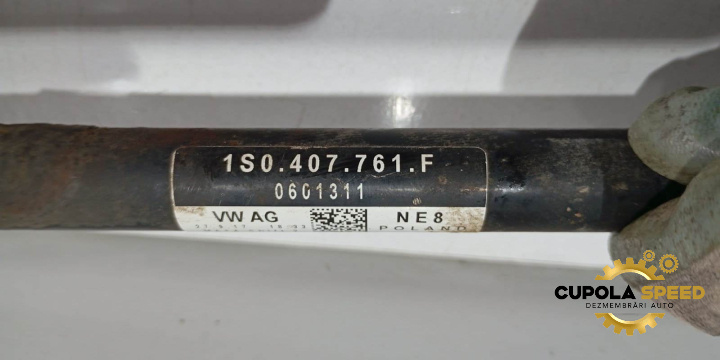 1S0.407.761.F
0601311
VW AG NE8
POLAND
CUPOLA SPEED
DEZMEMBRĂRI AUTO